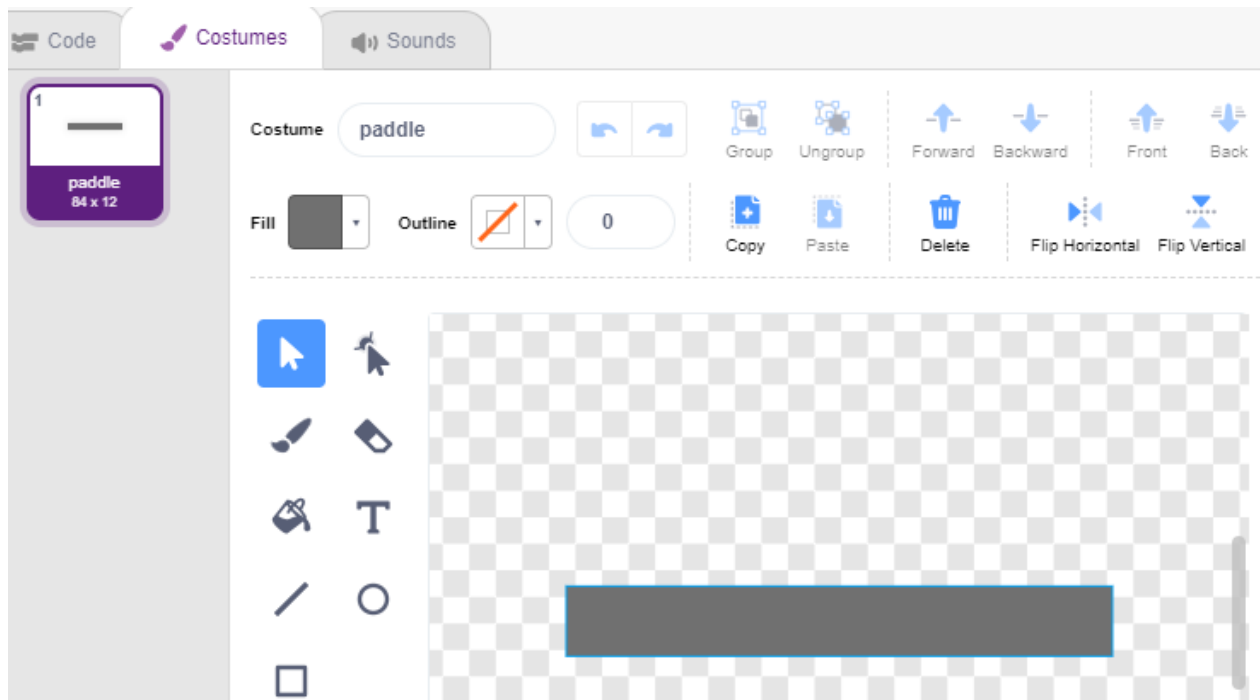 Code Costumes Sounds
1
paddle
84 x 12
Costume paddle
Group Ungroup Forward Backward Front Back
Fill Outline 0
Copy Paste Delete Flip Horizontal Flip Vertical
T